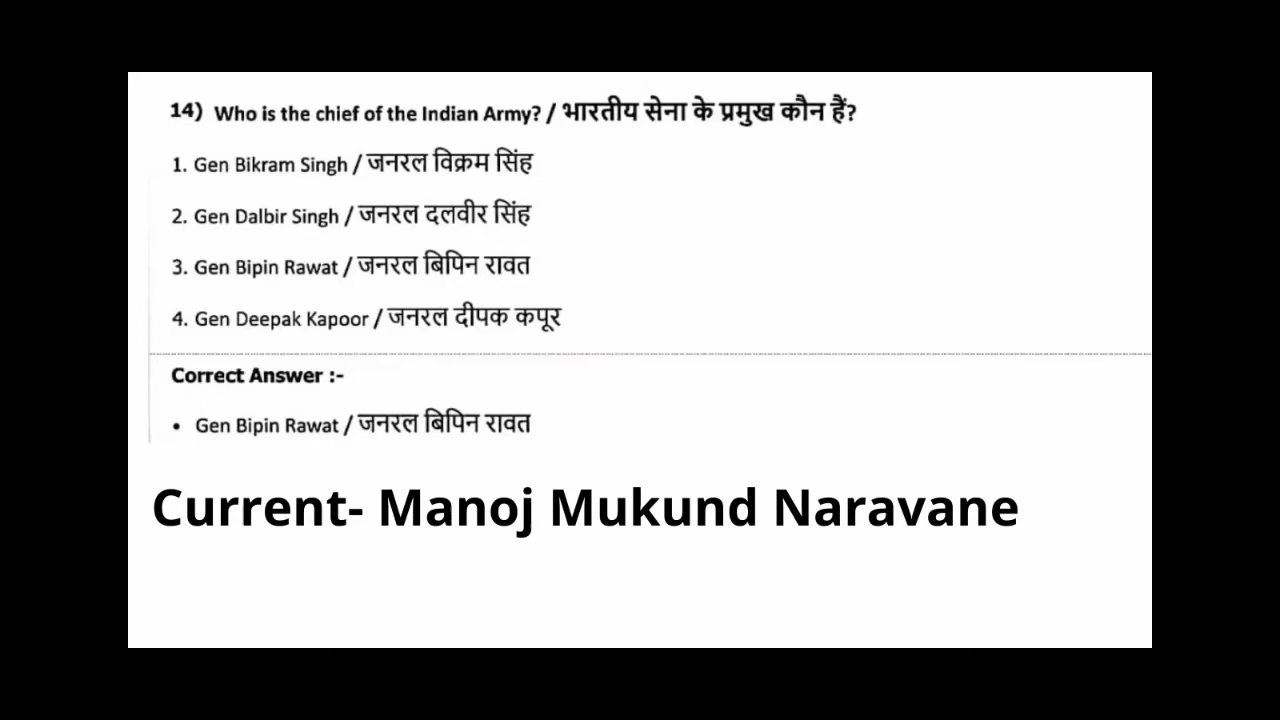 14) Who is the chief of the Indian Army? / भारतीय सेना के प्रमुख कौन हैं?
1. Gen Bikram Singh / जनरल विक्रम सिंह
2. Gen Dalbir Singh / जनरल दलवीर सिंह
3. Gen Bipin Rawat / जनरल बिपिन रावत
4. Gen Deepak Kapoor / जनरल दीपक कपूर
Correct Answer :-
• Gen Bipin Rawat / जनरल बिपिन रावत
Current- Manoj Mukund Naravane